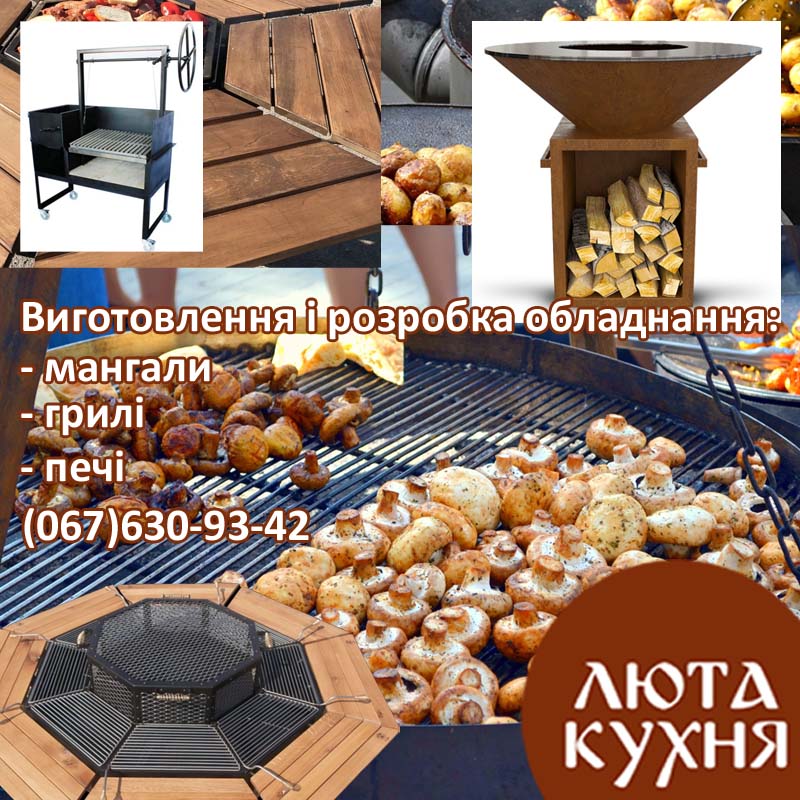 Виготовлення і розробка обладнання:
- мангали
- грилі
- печі
(067)630-93-42
ЛЮТА
КУХНЯ